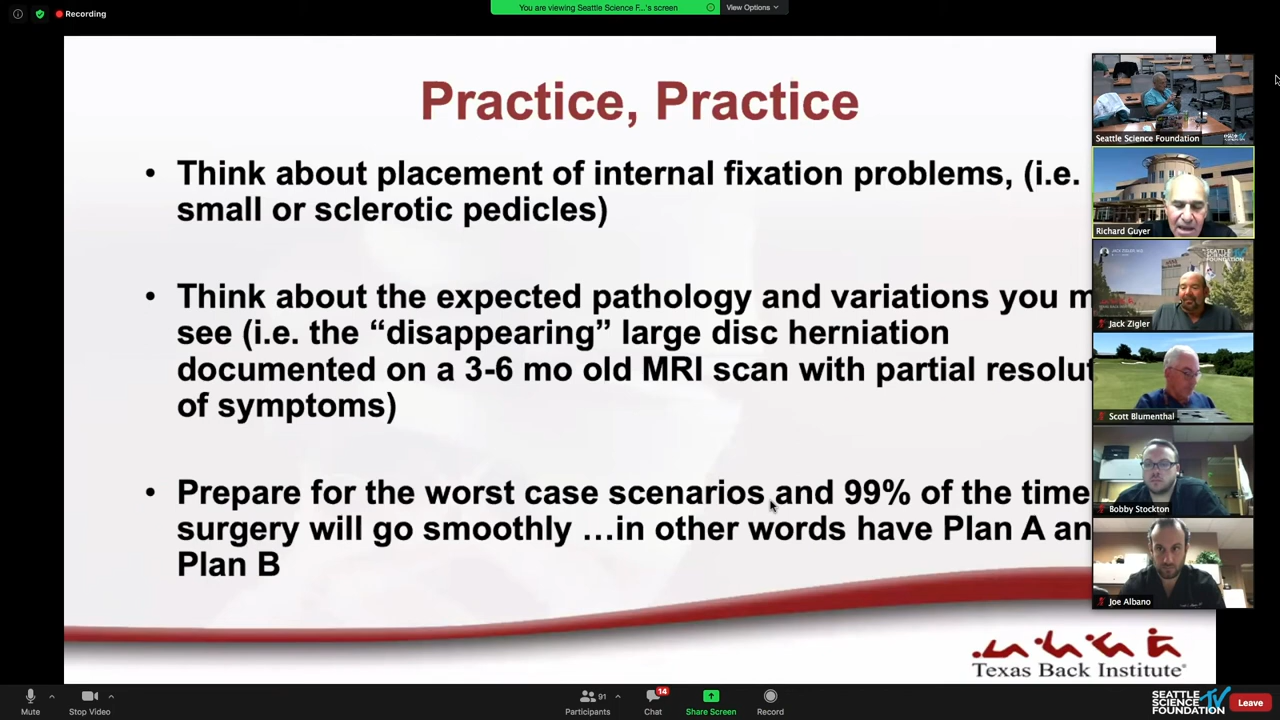 Recording
You are viewing Seattle Science F...'s screen
View Options
Practice, Practice
• Think about placement of internal fixation problems, (i.e.
small or sclerotic pedicles)
• Think about the expected pathology and variations you m
see (i.e. the “disappearing” large disc herniation
documented on a 3-6 mo old MRI scan with partial resolut
of symptoms)
• Prepare for the worst case scenarios and 99% of the time
surgery will go smoothly …in other words have Plan A an
Plan B
Texas Back Institute
Seattle Science Foundation
Richard Guyer
SEATTLE
SCIENCE
FOUNDATION
Jack Zigler
Scott Blumenthal
Bobby Stockton
Joe Albano
Mute
Stop Video
91
Participants
14
Chat
Share Screen
Record
SEATTLE
SCIENCE
FOUNDATION
TV
Leave